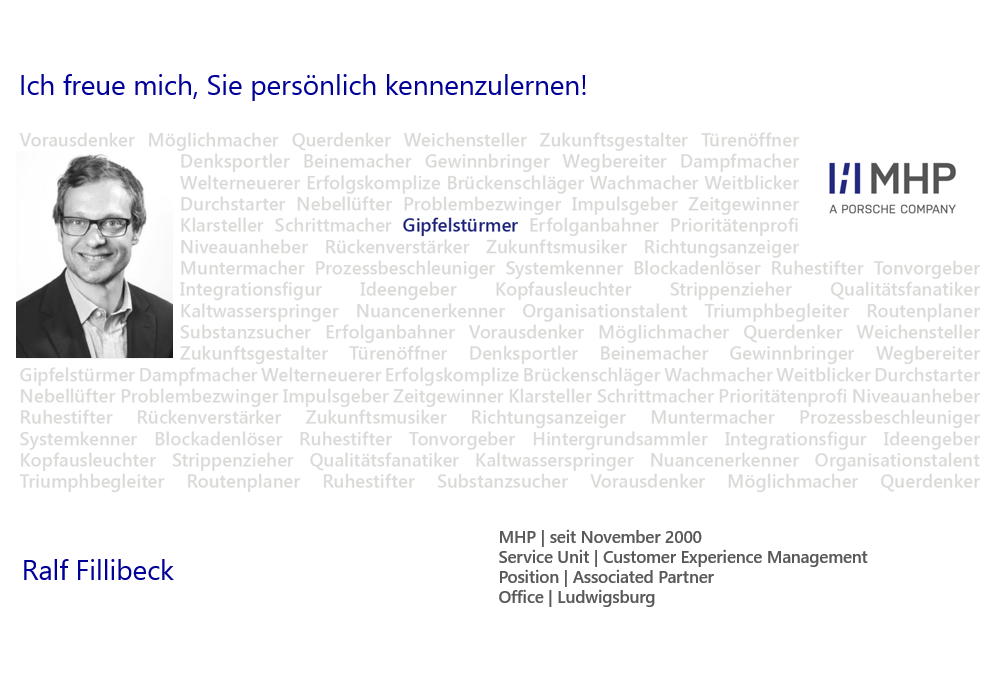 Ich freue mich, Sie persönlich kennenzulernen!
Vorausdenker Möglichmacher Querdenker Weichensteller Zukunftsgestalter Türenöffner
Denksportler Beinemacher Gewinnbringer Wegbereiter Dampfmacher
Welterneuerer Erfolgskomplize Brückenschläger Wachmacher Weitblicker
Durchstarter Nebellüfter Problembezwinger Impulsgeber Zeitgewinner
Klarsteller Schrittmacher Gipfelstürmer Erfolganbahner Prioritätenprofi
Niveauanheber Rückenverstärker Zukunftsmusiker Richtungsanzeiger
MHP
A PORSCHE COMPANY
Muntermacher Prozessbeschleuniger Systemkenner Blockadenlöser Ruhestifter Tonvorgeber
Integrationsfigur Ideengeber Kopfausleuchter Strippenzieher Qualitätsfanatiker
Kaltwasserspringer Nuancenerkenner Organisationstalent Triumphbegleiter Routenplaner
Substanzsucher Erfolganbahner Vorausdenker Möglichmacher Querdenker Weichensteller
Zukunftsgestalter Türenöffner Denksportler Beinemacher Gewinnbringer Wegbereiter
Gipfelstürmer Dampfmacher Welterneuerer Erfolgskomplize Brückenschläger Wachmacher Weitblicker Durchstarter
Nebellüfter Problembezwinger Impulsgeber Zeitgewinner Klarsteller Schrittmacher Prioritätenprofi Niveauanheber
Ruhestifter Rückenverstärker Zukunftsmusiker Richtungsanzeiger Muntermacher Prozessbeschleuniger
Systemkenner Blockadenlöser Ruhestifter Tonvorgeber Hintergrundsammler Integrationsfigur Ideengeber
Kopfausleuchter Strippenzieher Qualitätsfanatiker Kaltwasserspringer Nuancenerkenner Organisationstalent
Triumphbegleiter Routenplaner Ruhestifter Substanzsucher Vorausdenker Möglichmacher Querdenker
Ralf Fillibeck
MHP | seit November 2000
Service Unit | Customer Experience Management
Position | Associated Partner
Office | Ludwigsburg